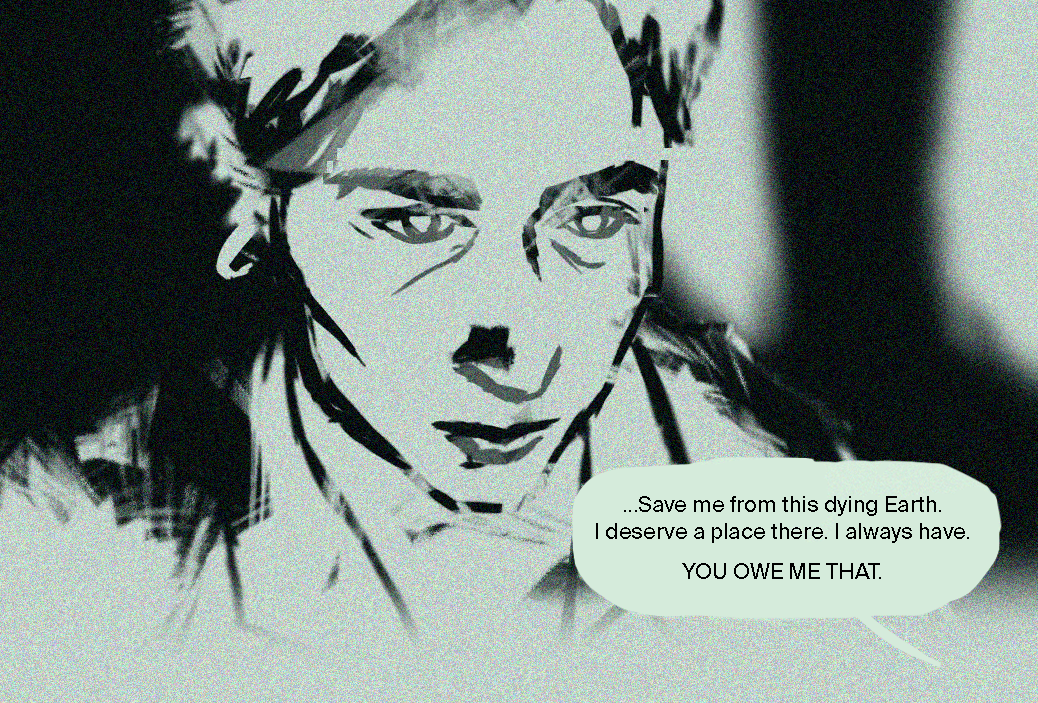 ...Save me from this dying Earth.
I deserve a place there. I always have.
YOU OWE ME THAT.